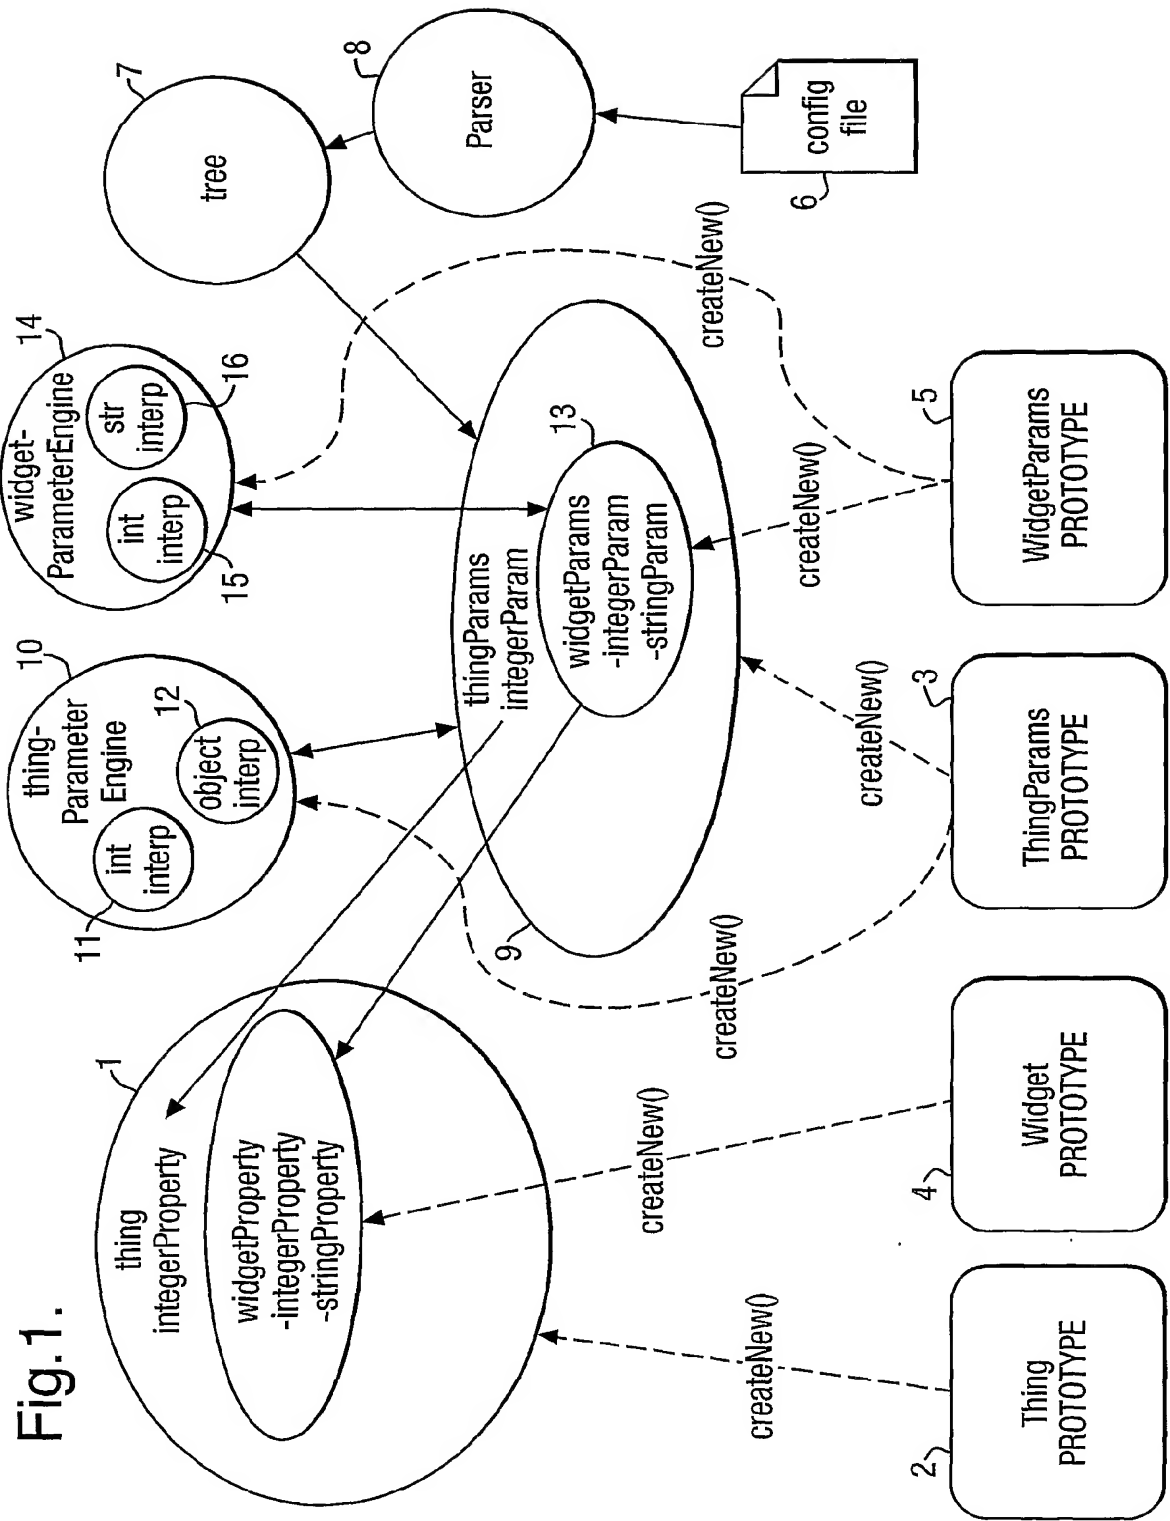 Fig.1.
1
thing
integerProperty
widgetProperty
-integerProperty
-stringProperty
10
thing-
Parameter
Engine
11
int
interp
12
object
interp
14
widget-
ParameterEngine
15
int
interp
str
interp
16
7
tree
8
Parser
config
file
6
9
thingParams
integerParam
13
widgetParams
-integerParam
-stringParam
createNew()
createNew()
createNew()
createNew()
createNew()
createNew()
2
Thing
PROTOTYPE
4
Widget
PROTOTYPE
3
ThingParams
PROTOTYPE
5
WidgetParams
PROTOTYPE